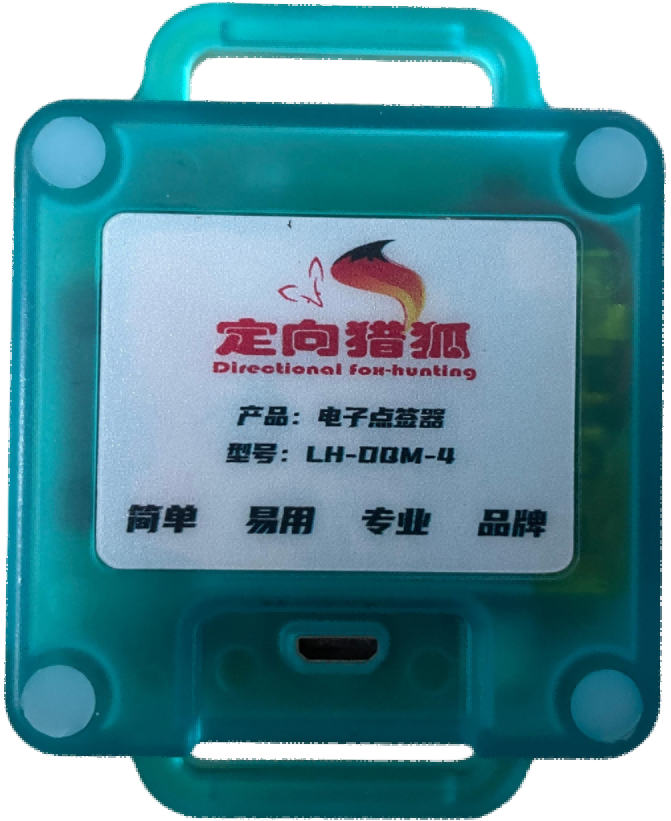 定向猎狐
Directional fox-hunting
产品：电子点签器
型号：LH-DQM-4
简单 易用 专业 品牌